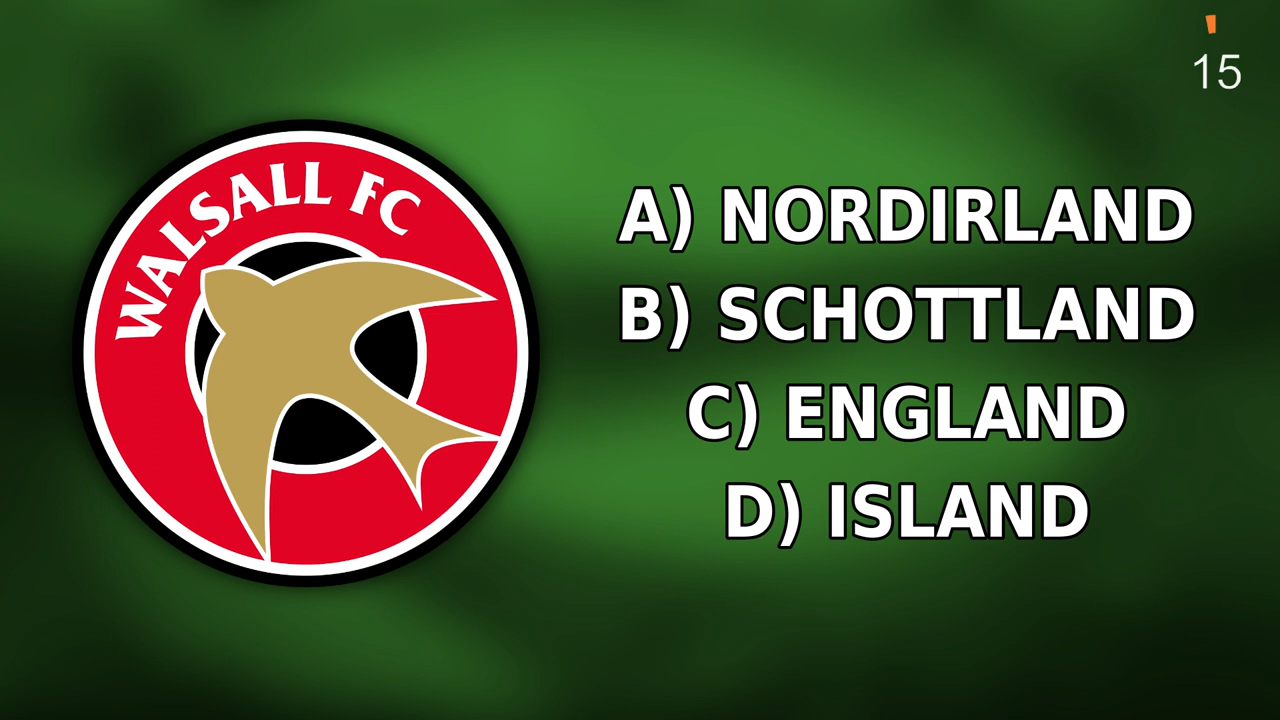 15
WALSALL FC
A) NORDIRLAND
B) SCHOTTLAND
C) ENGLAND
D) ISLAND